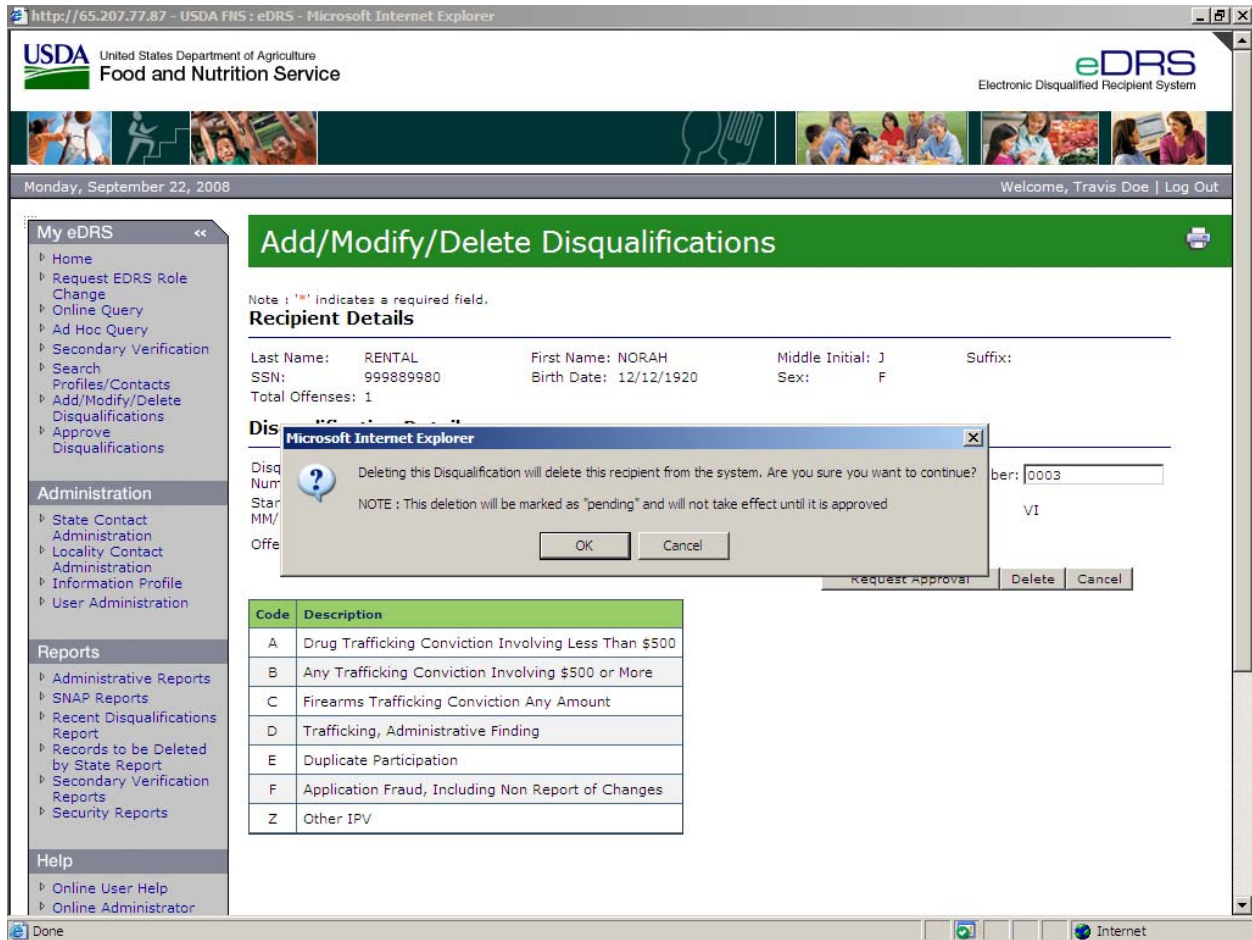 http://65.207.77.87 - USDA FNS : eDRS - Microsoft Internet Explorer
USDA United States Department of Agriculture
Food and Nutrition Service
eDRS
Electronic Disqualified Recipient System
Monday, September 22, 2008 Welcome, Travis Doe | Log Out
My eDRS <<
Home
Request EDRS Role
Change
Online Query
Ad Hoc Query
Secondary Verification
Search
Profiles/Contacts
Add/Modify/Delete
Disqualifications
Approve
Disqualifications
Administration
State Contact
Administration
Locality Contact
Administration
Information Profile
User Administration
Reports
Administrative Reports
SNAP Reports
Recent Disqualifications
Report
Records to be Deleted
by State Report
Secondary Verification
Reports
Security Reports
Help
Online User Help
Online Administrator
Add/Modify/Delete Disqualifications
Note : '*' indicates a required field.
Recipient Details
Last Name: RENTAL First Name: NORAH Middle Initial: J Suffix:
SSN: 999889980 Birth Date: 12/12/1920 Sex: F
Total Offenses: 1
Microsoft Internet Explorer
Deleting this Disqualification will delete this recipient from the system. Are you sure you want to continue?
NOTE : This deletion will be marked as "pending" and will not take effect until it is approved
OK Cancel
Disq
Num
ber: 0003
Star
MM/
VI
Offe
Request Approval Delete Cancel
Code Description
A Drug Trafficking Conviction Involving Less Than $500
B Any Trafficking Conviction Involving $500 or More
C Firearms Trafficking Conviction Any Amount
D Trafficking, Administrative Finding
E Duplicate Participation
F Application Fraud, Including Non Report of Changes
Z Other IPV
Done Internet